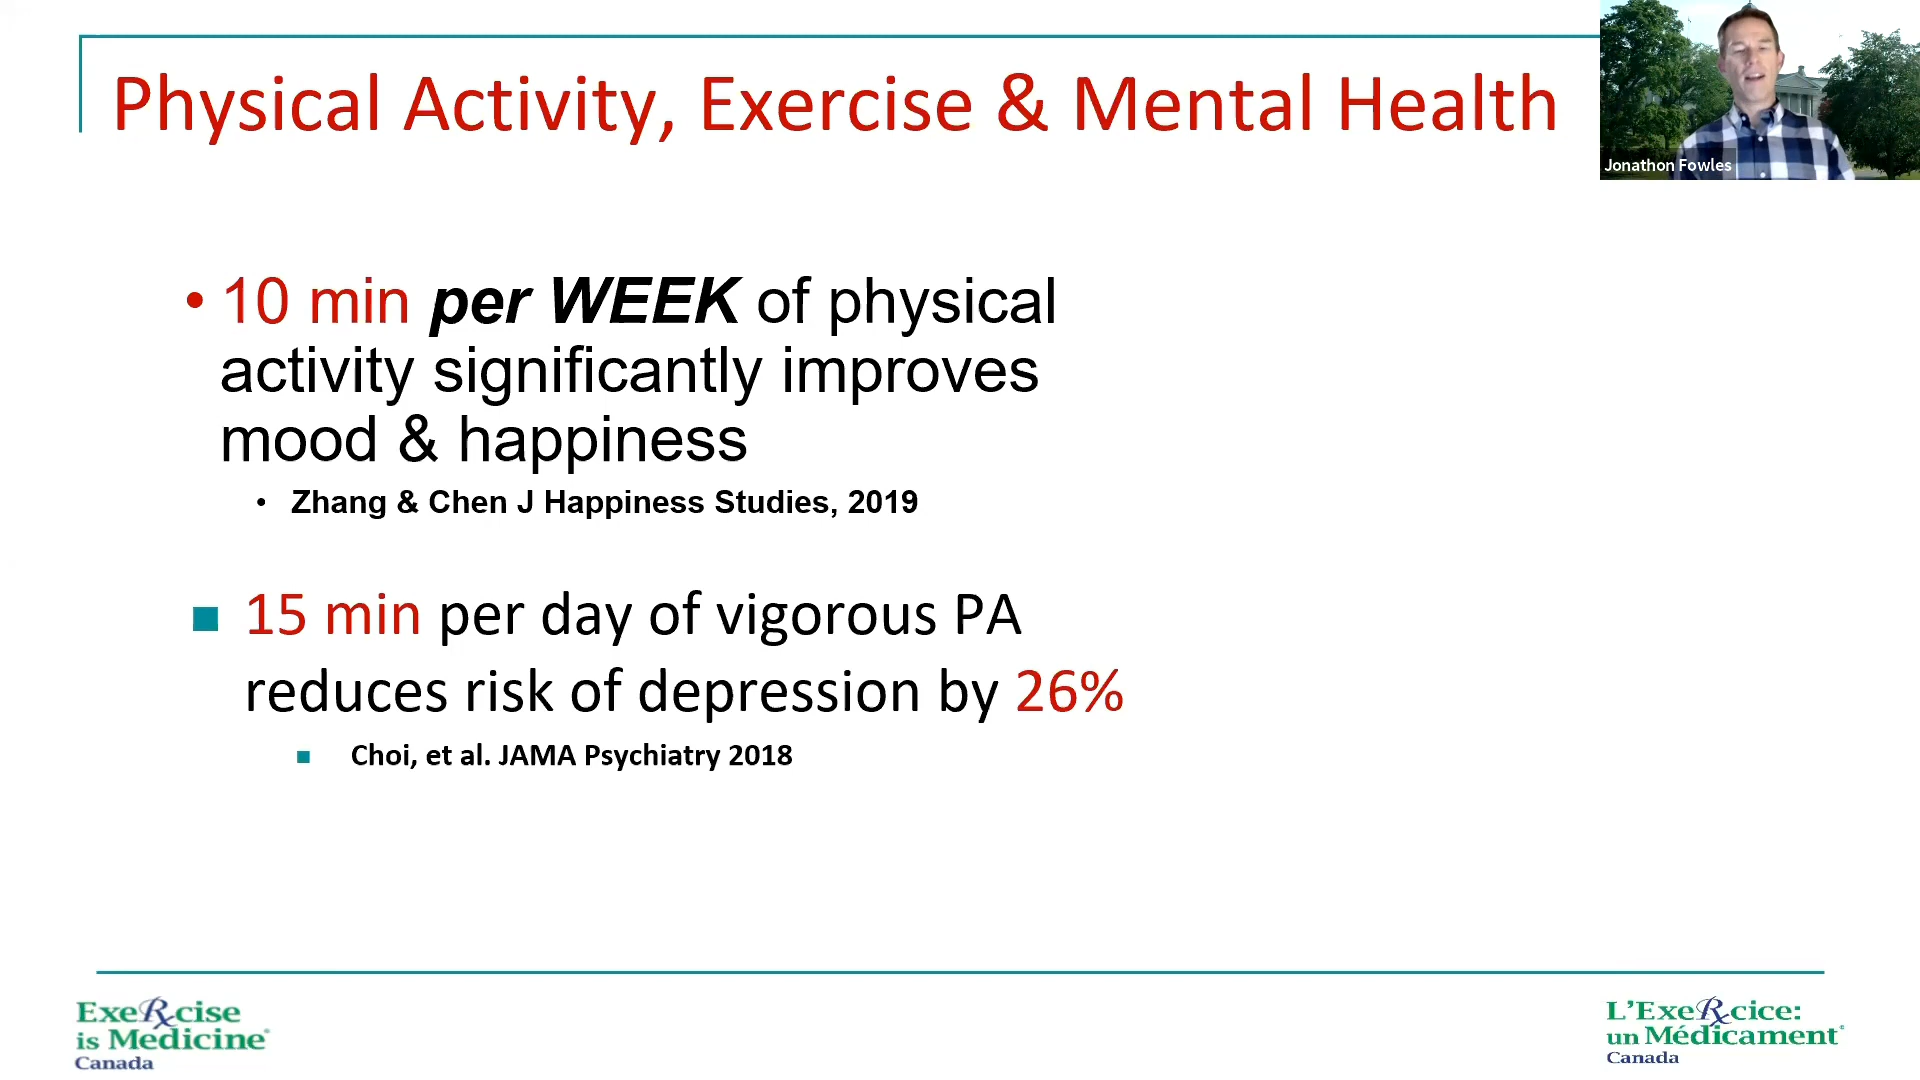 Physical Activity, Exercise & Mental Health
Jonathon Fowles
• 10 min per WEEK of physical
activity significantly improves
mood & happiness
• Zhang & Chen J Happiness Studies, 2019
■ 15 min per day of vigorous PA
reduces risk of depression by 26%
■ Choi, et al. JAMA Psychiatry 2018
ExeRxcise
is Medicine®
Canada
L'ExeRxcice:
un Médicament®
Canada